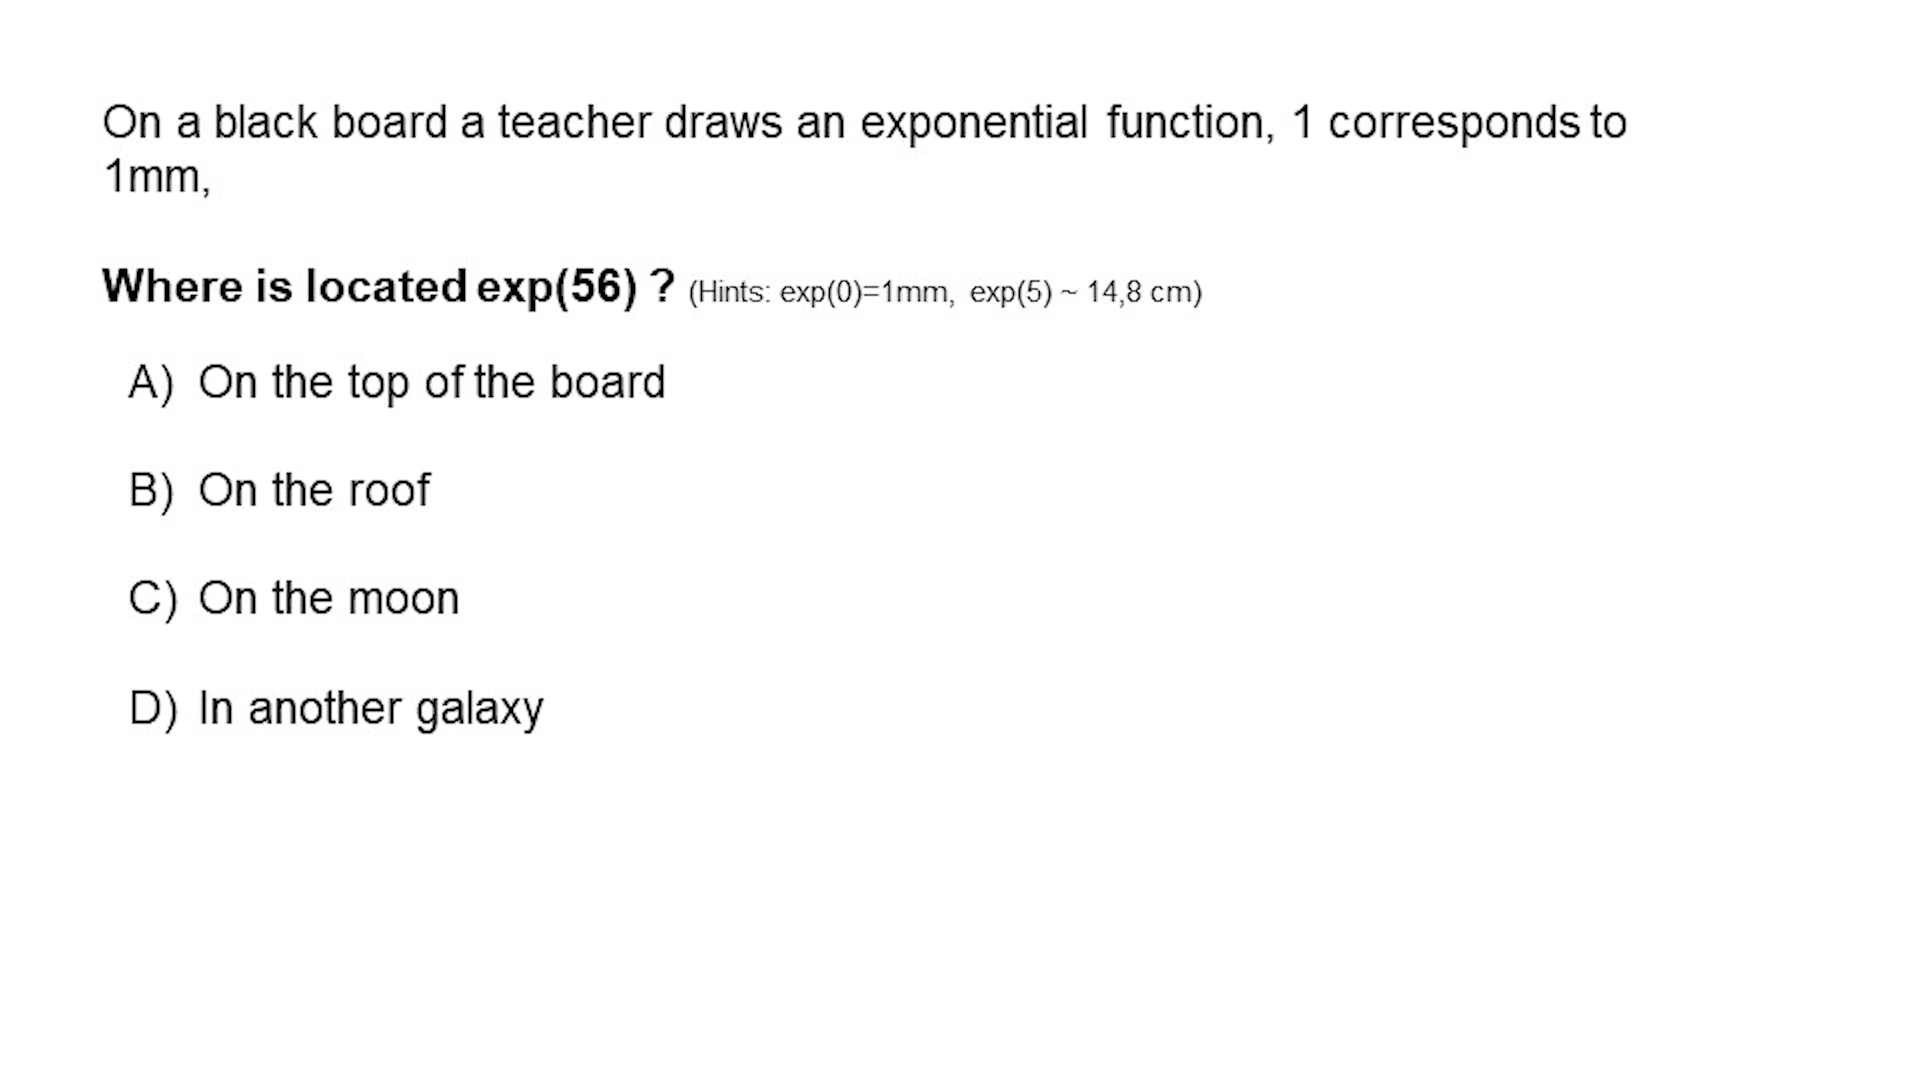 On a black board a teacher draws an exponential function, 1 corresponds to
1mm,
Where is located exp(56) ? (Hints: exp(0)=1mm, exp(5) ~ 14,8 cm)
A) On the top of the board
B) On the roof
C) On the moon
D) In another galaxy